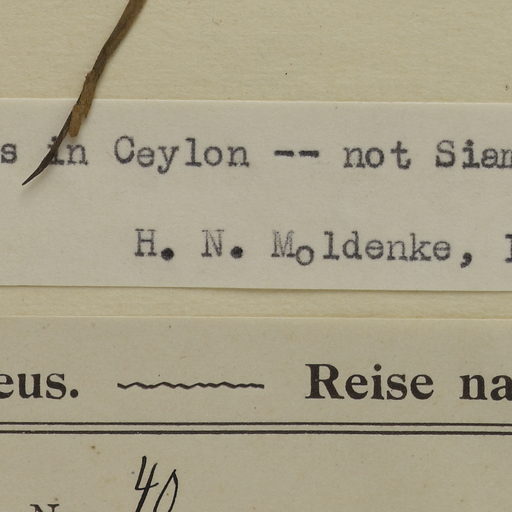 s in Ceylon -- not Siam
H. N. Moldenke,
eus. Reise na
N 40